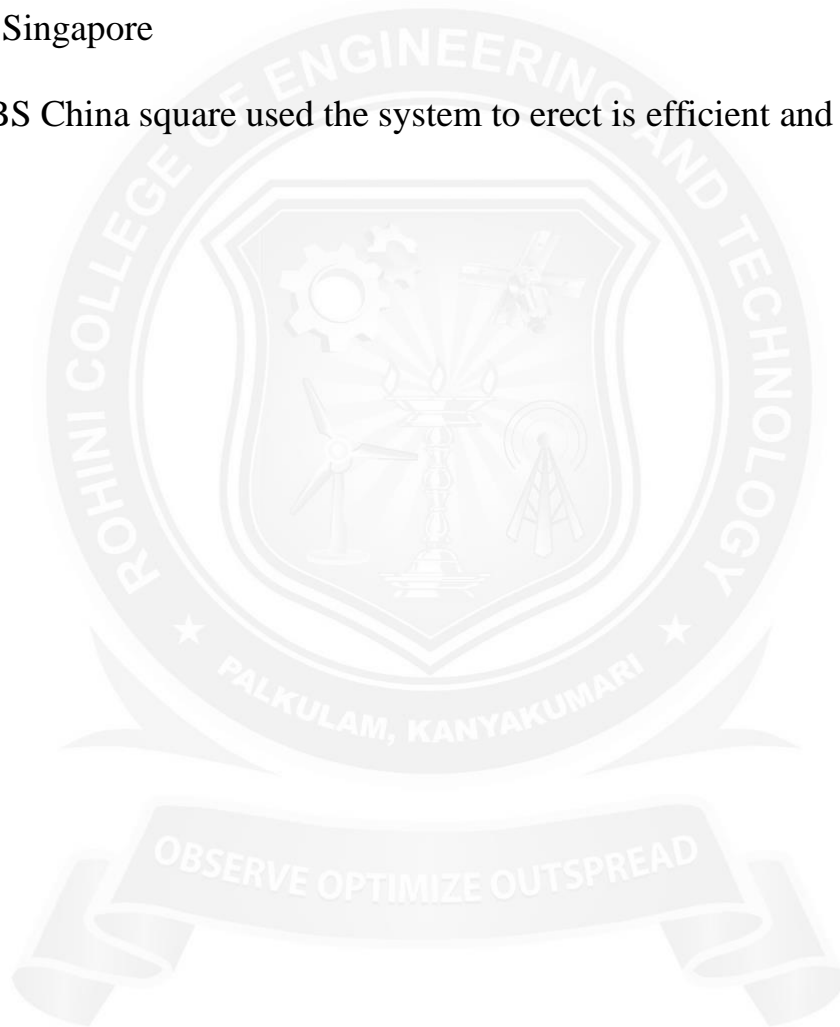 Singapore
BS China square used the system to erect is efficient and
ROHINI COLLEGE OF ENGINEERING AND TECHNOLOGY
PALKULAM, KANYAKUMARI
OBSERVE OPTIMIZE OUTSPREAD